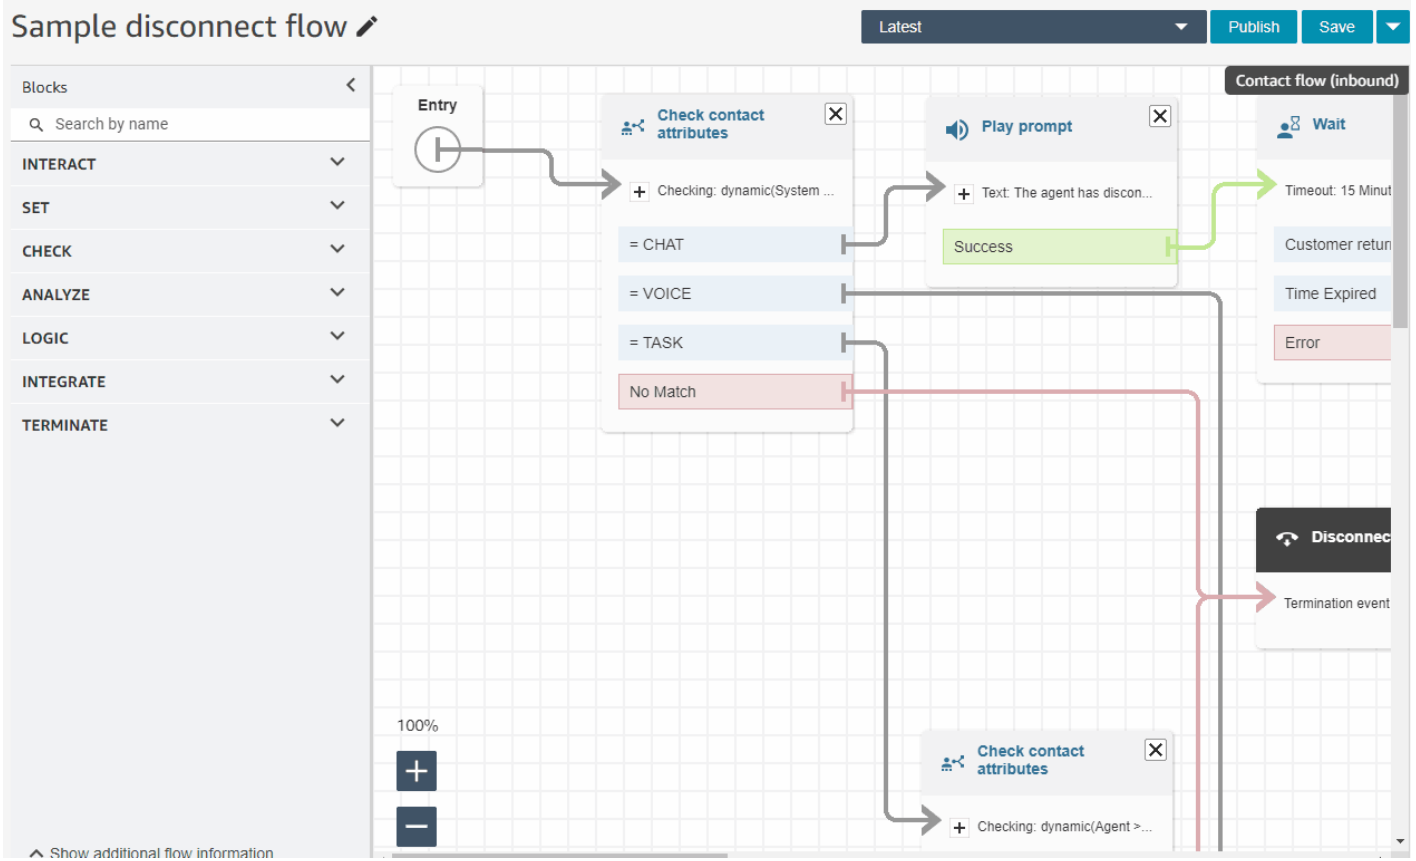 Sample disconnect flow
Latest
Publish
Save
Blocks
Search by name
INTERACT
SET
CHECK
ANALYZE
LOGIC
INTEGRATE
TERMINATE
Show additional flow information
Contact flow (inbound)
Entry
Check contact
attributes
Checking: dynamic(System ...
= CHAT
= VOICE
= TASK
No Match
Play prompt
Text: The agent has discon...
Success
Wait
Timeout: 15 Minut
Customer return
Time Expired
Error
Disconnec
Termination event
100%
Check contact
attributes
Checking: dynamic(Agent >...